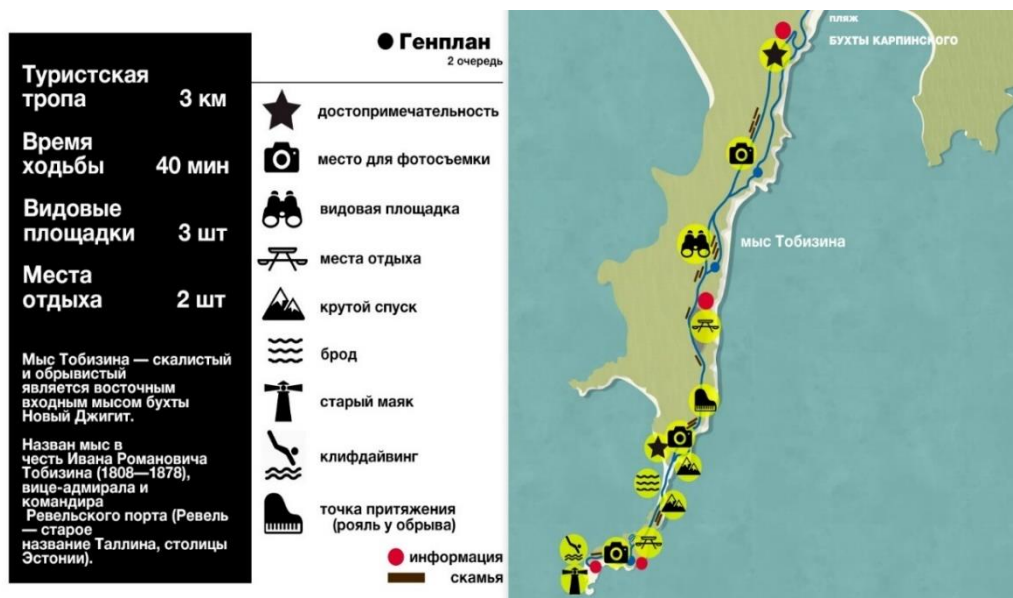 Туристская
тропа 3 км
Время
ходьбы 40 мин
Видовые
площадки 3 шт
Места
отдыха 2 шт
Мыс Тобизина — скалистый
и обрывистый
является восточным
входным мысом бухты
Новый Джигит.
Назван мыс в
честь Ивана Романовича
Тобизина (1808—1878),
вице-адмирала и
командира
Ревельского порта (Ревель
— старое
название Таллина, столицы
Эстонии).
Генплан
2 очередь
достопримечательность
место для фотосъемки
видовая площадка
места отдыха
крутой спуск
брод
старый маяк
клифдайвинг
точка притяжения
(рояль у обрыва)
информация
скамья
пляж
БУХТЫ КАРПИНСКОГО
мыс Тобизина